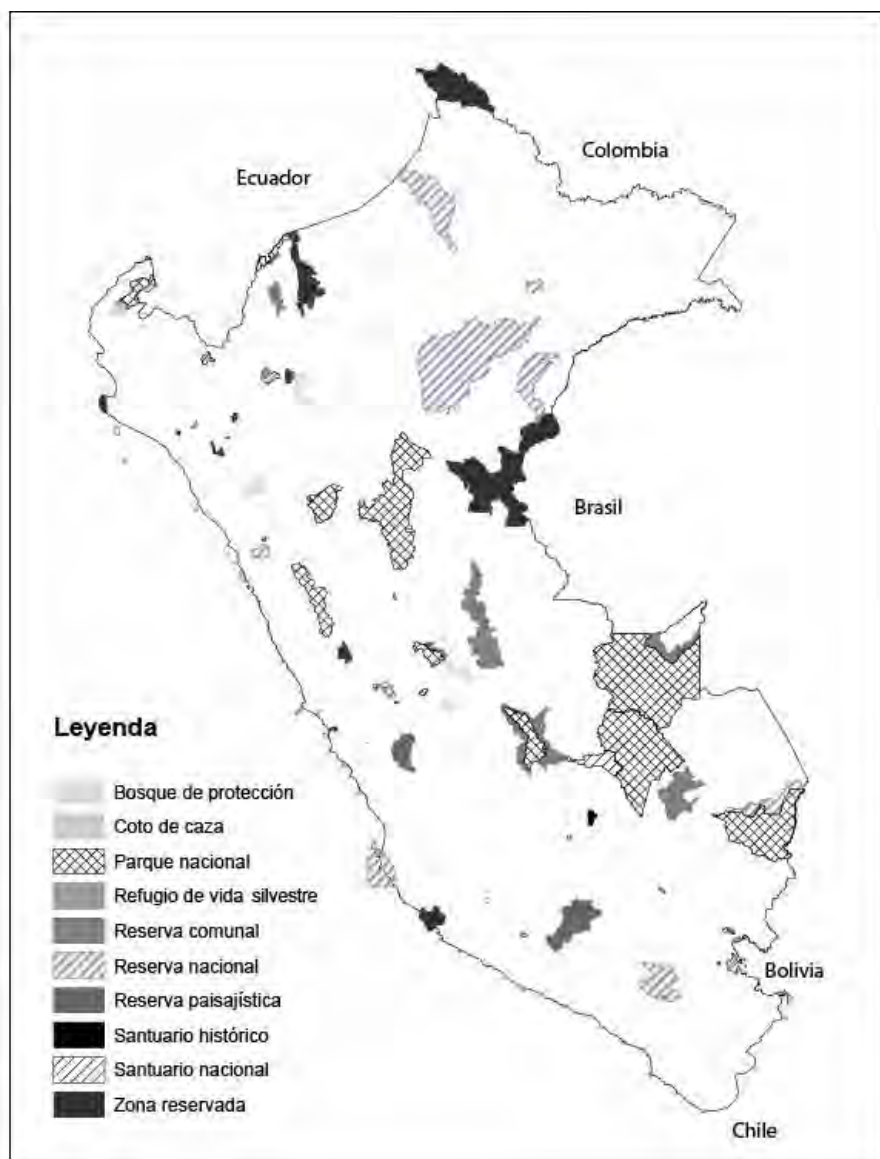 Colombia
Ecuador
Brasil
Leyenda
Bosque de protección
Coto de caza
Parque nacional
Refugio de vida silvestre
Reserva comunal
Reserva nacional
Reserva paisajística
Santuario histórico
Santuario nacional
Zona reservada
Bolivia
Chile